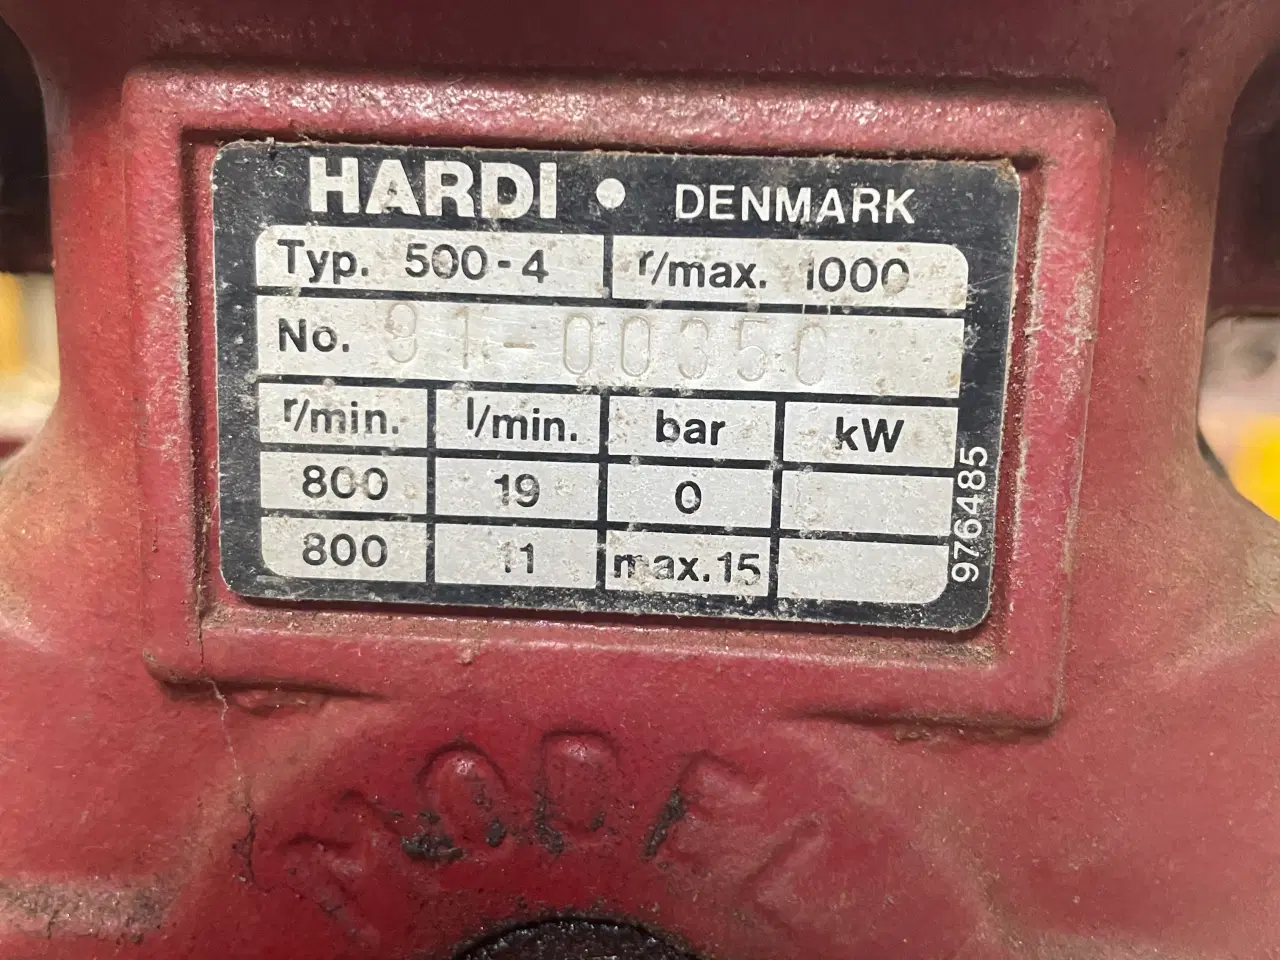 HARDI • DENMARK
Typ. 500-4 r/max. 1000
No. 91-00350
r/min. l/min. bar kW
800 19 0
800 11 max.15
976485